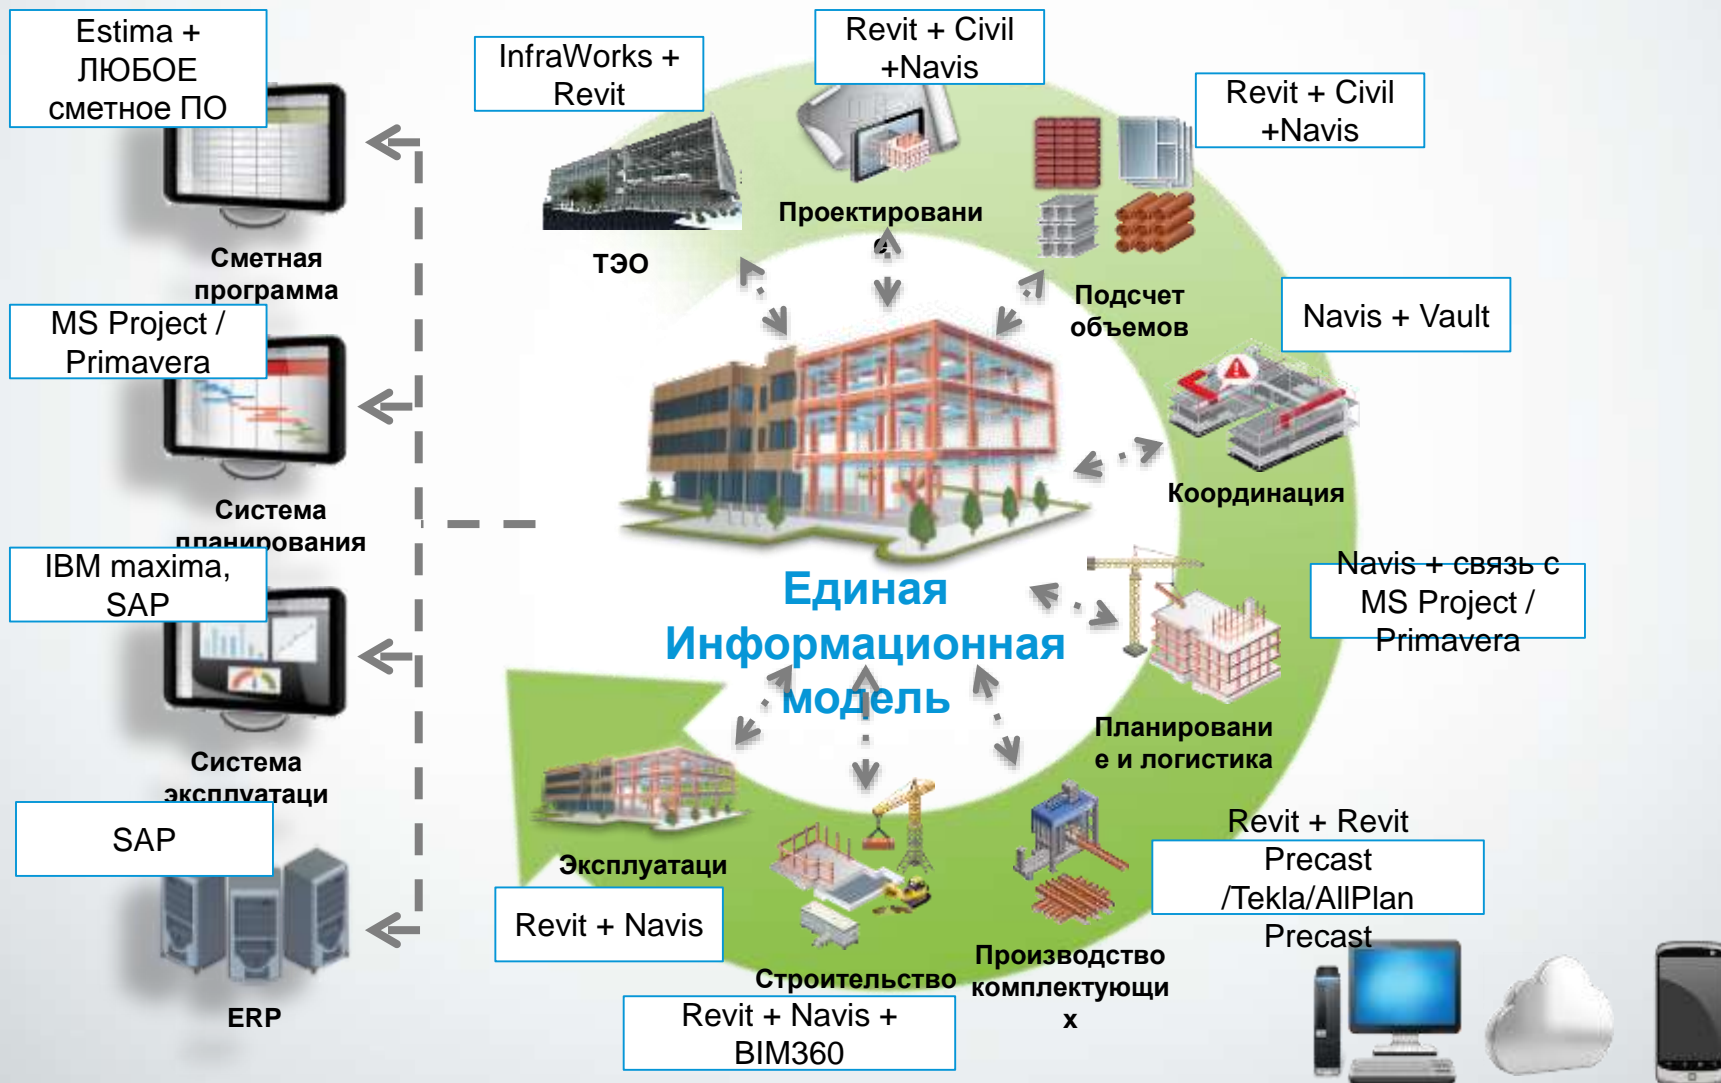 Estima +
ЛЮБОЕ
сметное ПО
Сметная
программа
MS Project /
Primavera
Система
планирования
IBM maxima,
SAP
Система
эксплуатаци
SAP
ERP
InfraWorks +
Revit
ТЭО
Revit + Civil
+Navis
Проектировани
е
Revit + Civil
+Navis
Подсчет
объемов
Navis + Vault
Координация
Navis + связь с
MS Project /
Primavera
Планировани
е и логистика
Revit + Revit
Precast
/Tekla/AllPlan
Precast
Производство
комплектующи
х
Строительство
Revit + Navis +
BIM360
Эксплуатаци
Revit + Navis
Единая
Информационная
модель